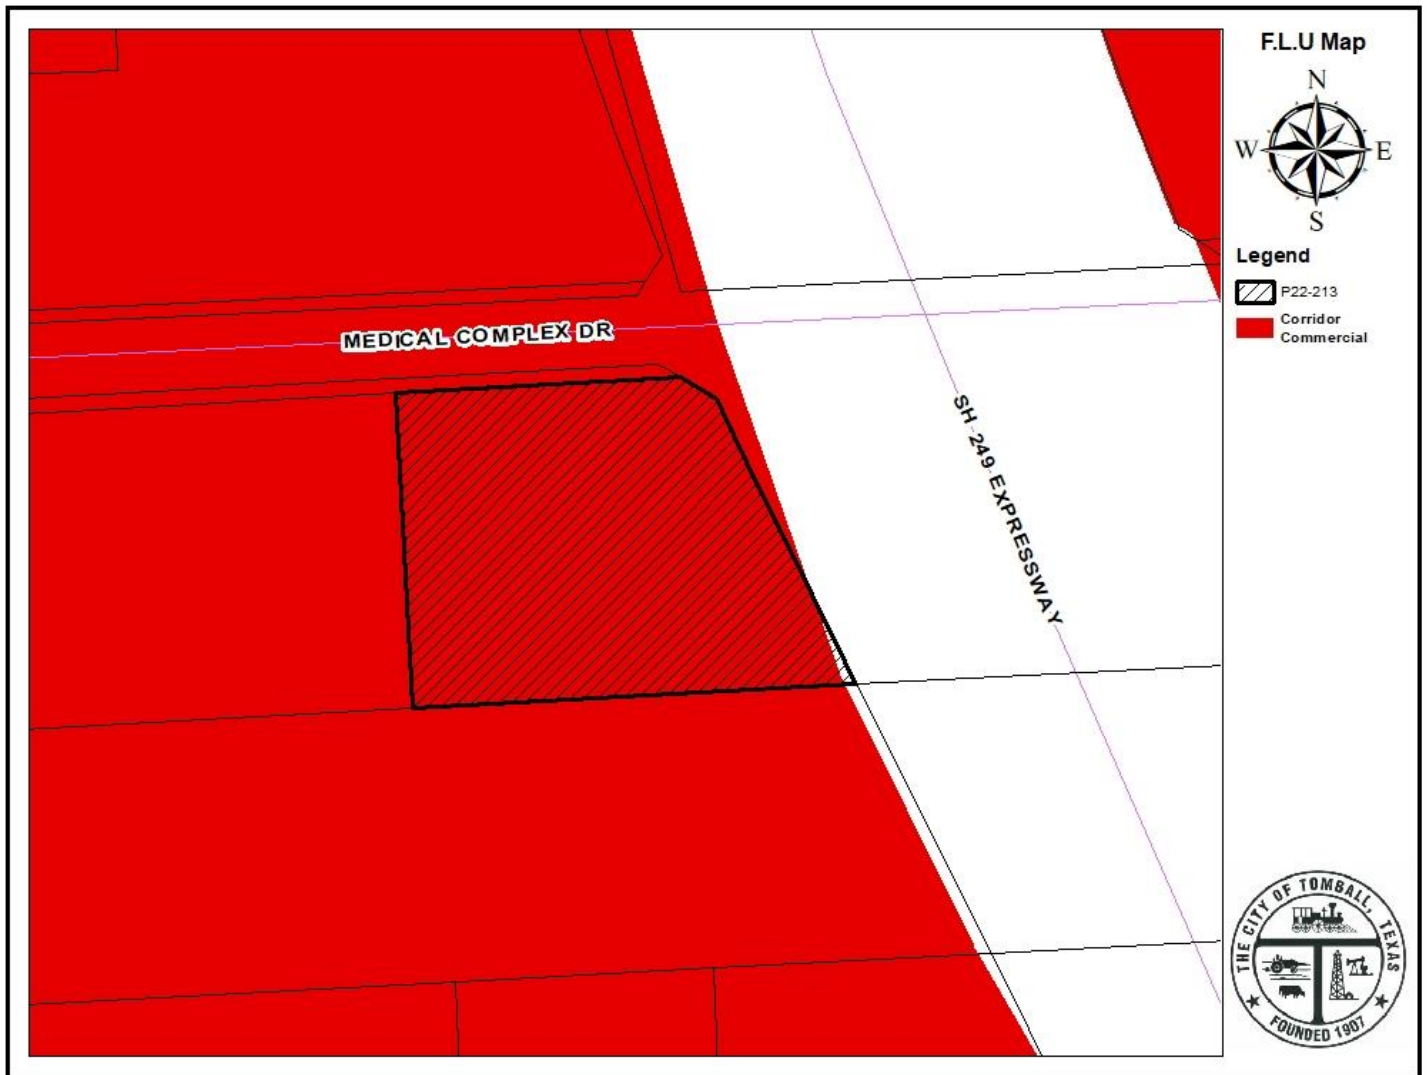 F.L.U Map
N
W E
S
Legend
P22-213
Corridor
Commercial
MEDICAL COMPLEX DR
SH 249 EXPRESSWAY
THE CITY OF TOMBALL, TEXAS
FOUNDED 1907